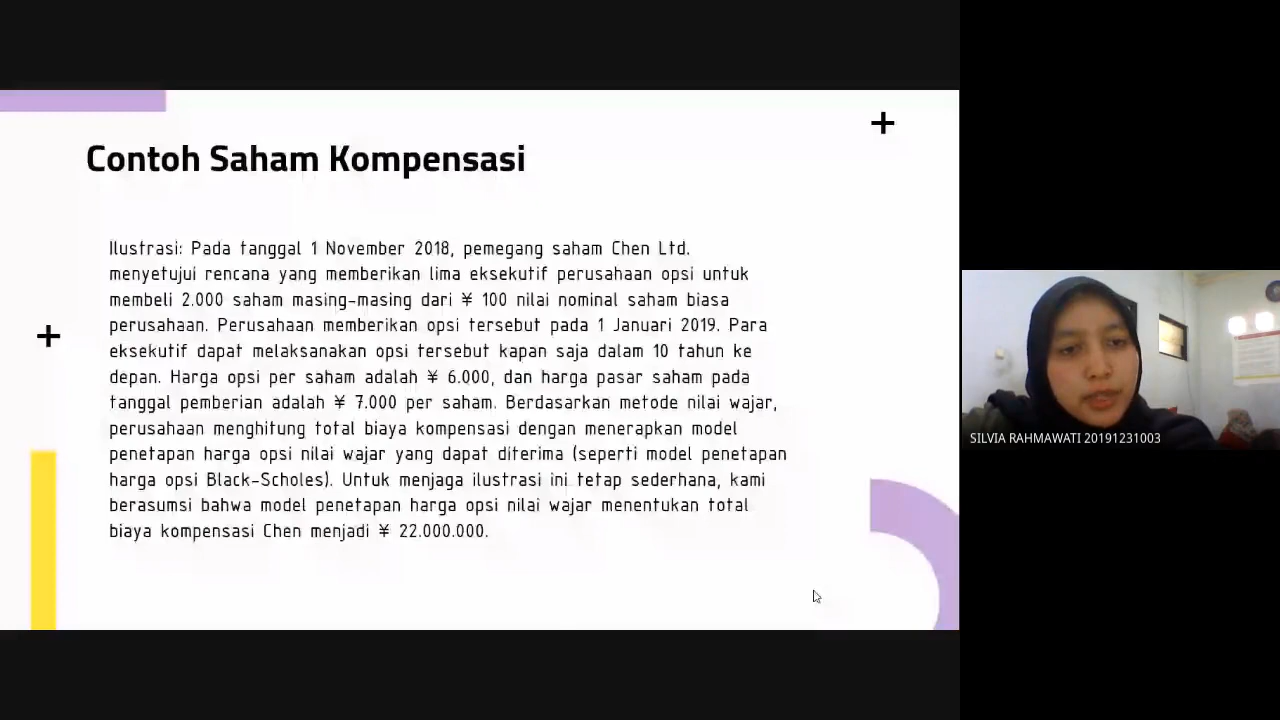 Contoh Saham Kompensasi
Ilustrasi: Pada tanggal 1 November 2018, pemegang saham Chen Ltd.
menyetujui rencana yang memberikan lima eksekutif perusahaan opsi untuk
membeli 2.000 saham masing-masing dari ¥ 100 nilai nominal saham biasa
perusahaan. Perusahaan memberikan opsi tersebut pada 1 Januari 2019. Para
eksekutif dapat melaksanakan opsi tersebut kapan saja dalam 10 tahun ke
depan. Harga opsi per saham adalah ¥ 6.000, dan harga pasar saham pada
tanggal pemberian adalah ¥ 7.000 per saham. Berdasarkan metode nilai wajar,
perusahaan menghitung total biaya kompensasi dengan menerapkan model
penetapan harga opsi nilai wajar yang dapat diterima (seperti model penetapan
harga opsi Black-Scholes). Untuk menjaga ilustrasi ini tetap sederhana, kami
berasumsi bahwa model penetapan harga opsi nilai wajar menentukan total
biaya kompensasi Chen menjadi ¥ 22.000.000.
SILVIA RAHMAWATI 20191231003